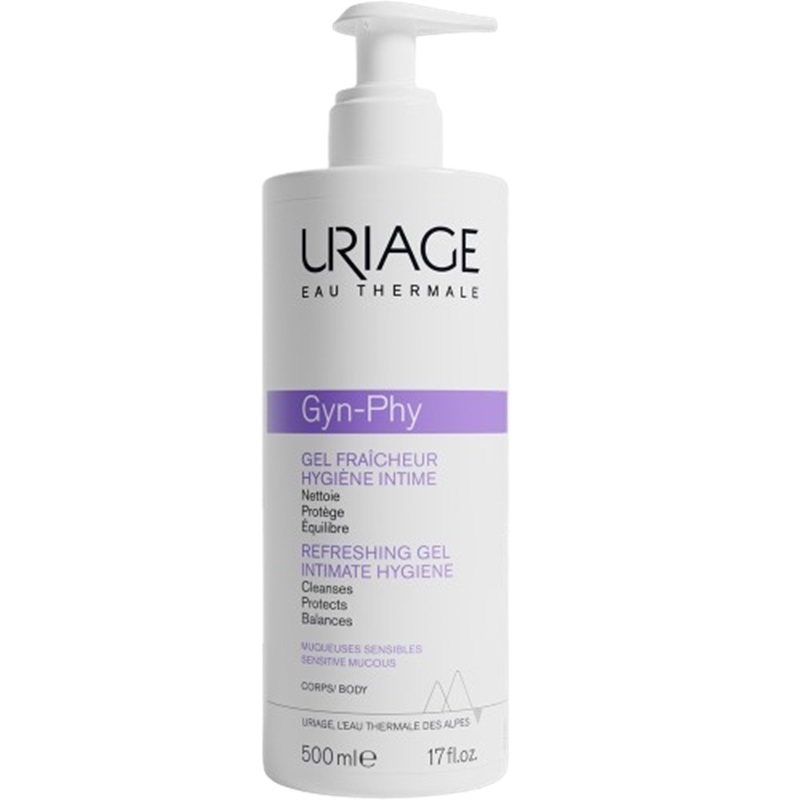 URIAGE
EAU THERMALE
Gyn-Phy
GEL FRAÎCHEUR
HYGIÈNE INTIME
Nettoie
Protège
Équilibre
REFRESHING GEL
INTIMATE HYGIENE
Cleanses
Protects
Balances
MUQUEUSES SENSIBLES
SENSITIVE MUCOUS
CORPS/ BODY
URIAGE, L'EAU THERMALE DES ALPES
500 ml e 17 fl.oz.